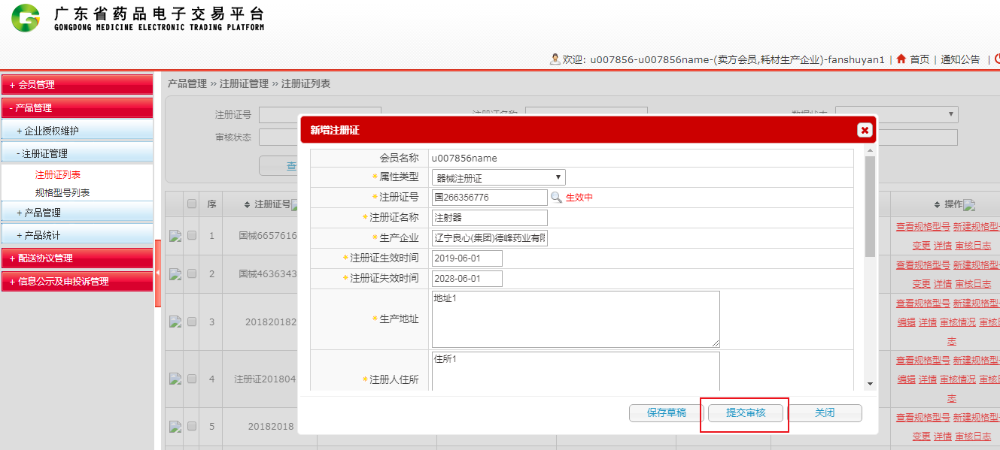 广东省药品电子交易平台
GONGDONG MEDICINE ELECTRONIC TRADING PLATFORM
欢迎: u007856-u007856name-(卖方会员,耗材生产企业)-fanshuyan1 | 首页 | 通知公告 |
+ 会员管理
- 产品管理
+ 企业授权维护
- 注册证管理
注册证列表
规格型号列表
+ 产品管理
+ 产品统计
+ 配送协议管理
+ 信息公示及申投诉管理
产品管理 » 注册证管理 » 注册证列表
注册证号
审核状态
查
序 注册证号 操作
1 国械6657616 查看规格型号 新建规格型
变更 详情 审核日志
2 国械4636343 查看规格型号 新建规格型
变更 详情 审核日志
3 201820182 查看规格型号 新建规格型
编辑 详情 审核情况 审核日
志
4 注册证201804 查看规格型号 新建规格型
编辑 详情 审核情况 审核日
志
5 20182018 查看规格型号 新建规格型
变更 详情 审核日志
新增注册证
会员名称 u007856name
*属性类型 器械注册证
*注册证号 国266356776 生效中
*注册证名称 注射器
*生产企业 辽宁良心(集团)德峰药业有限
*注册证生效时间 2019-06-01
*注册证失效时间 2028-06-01
*生产地址 地址1
*注册人住所 住所1
保存草稿 提交审核 关闭